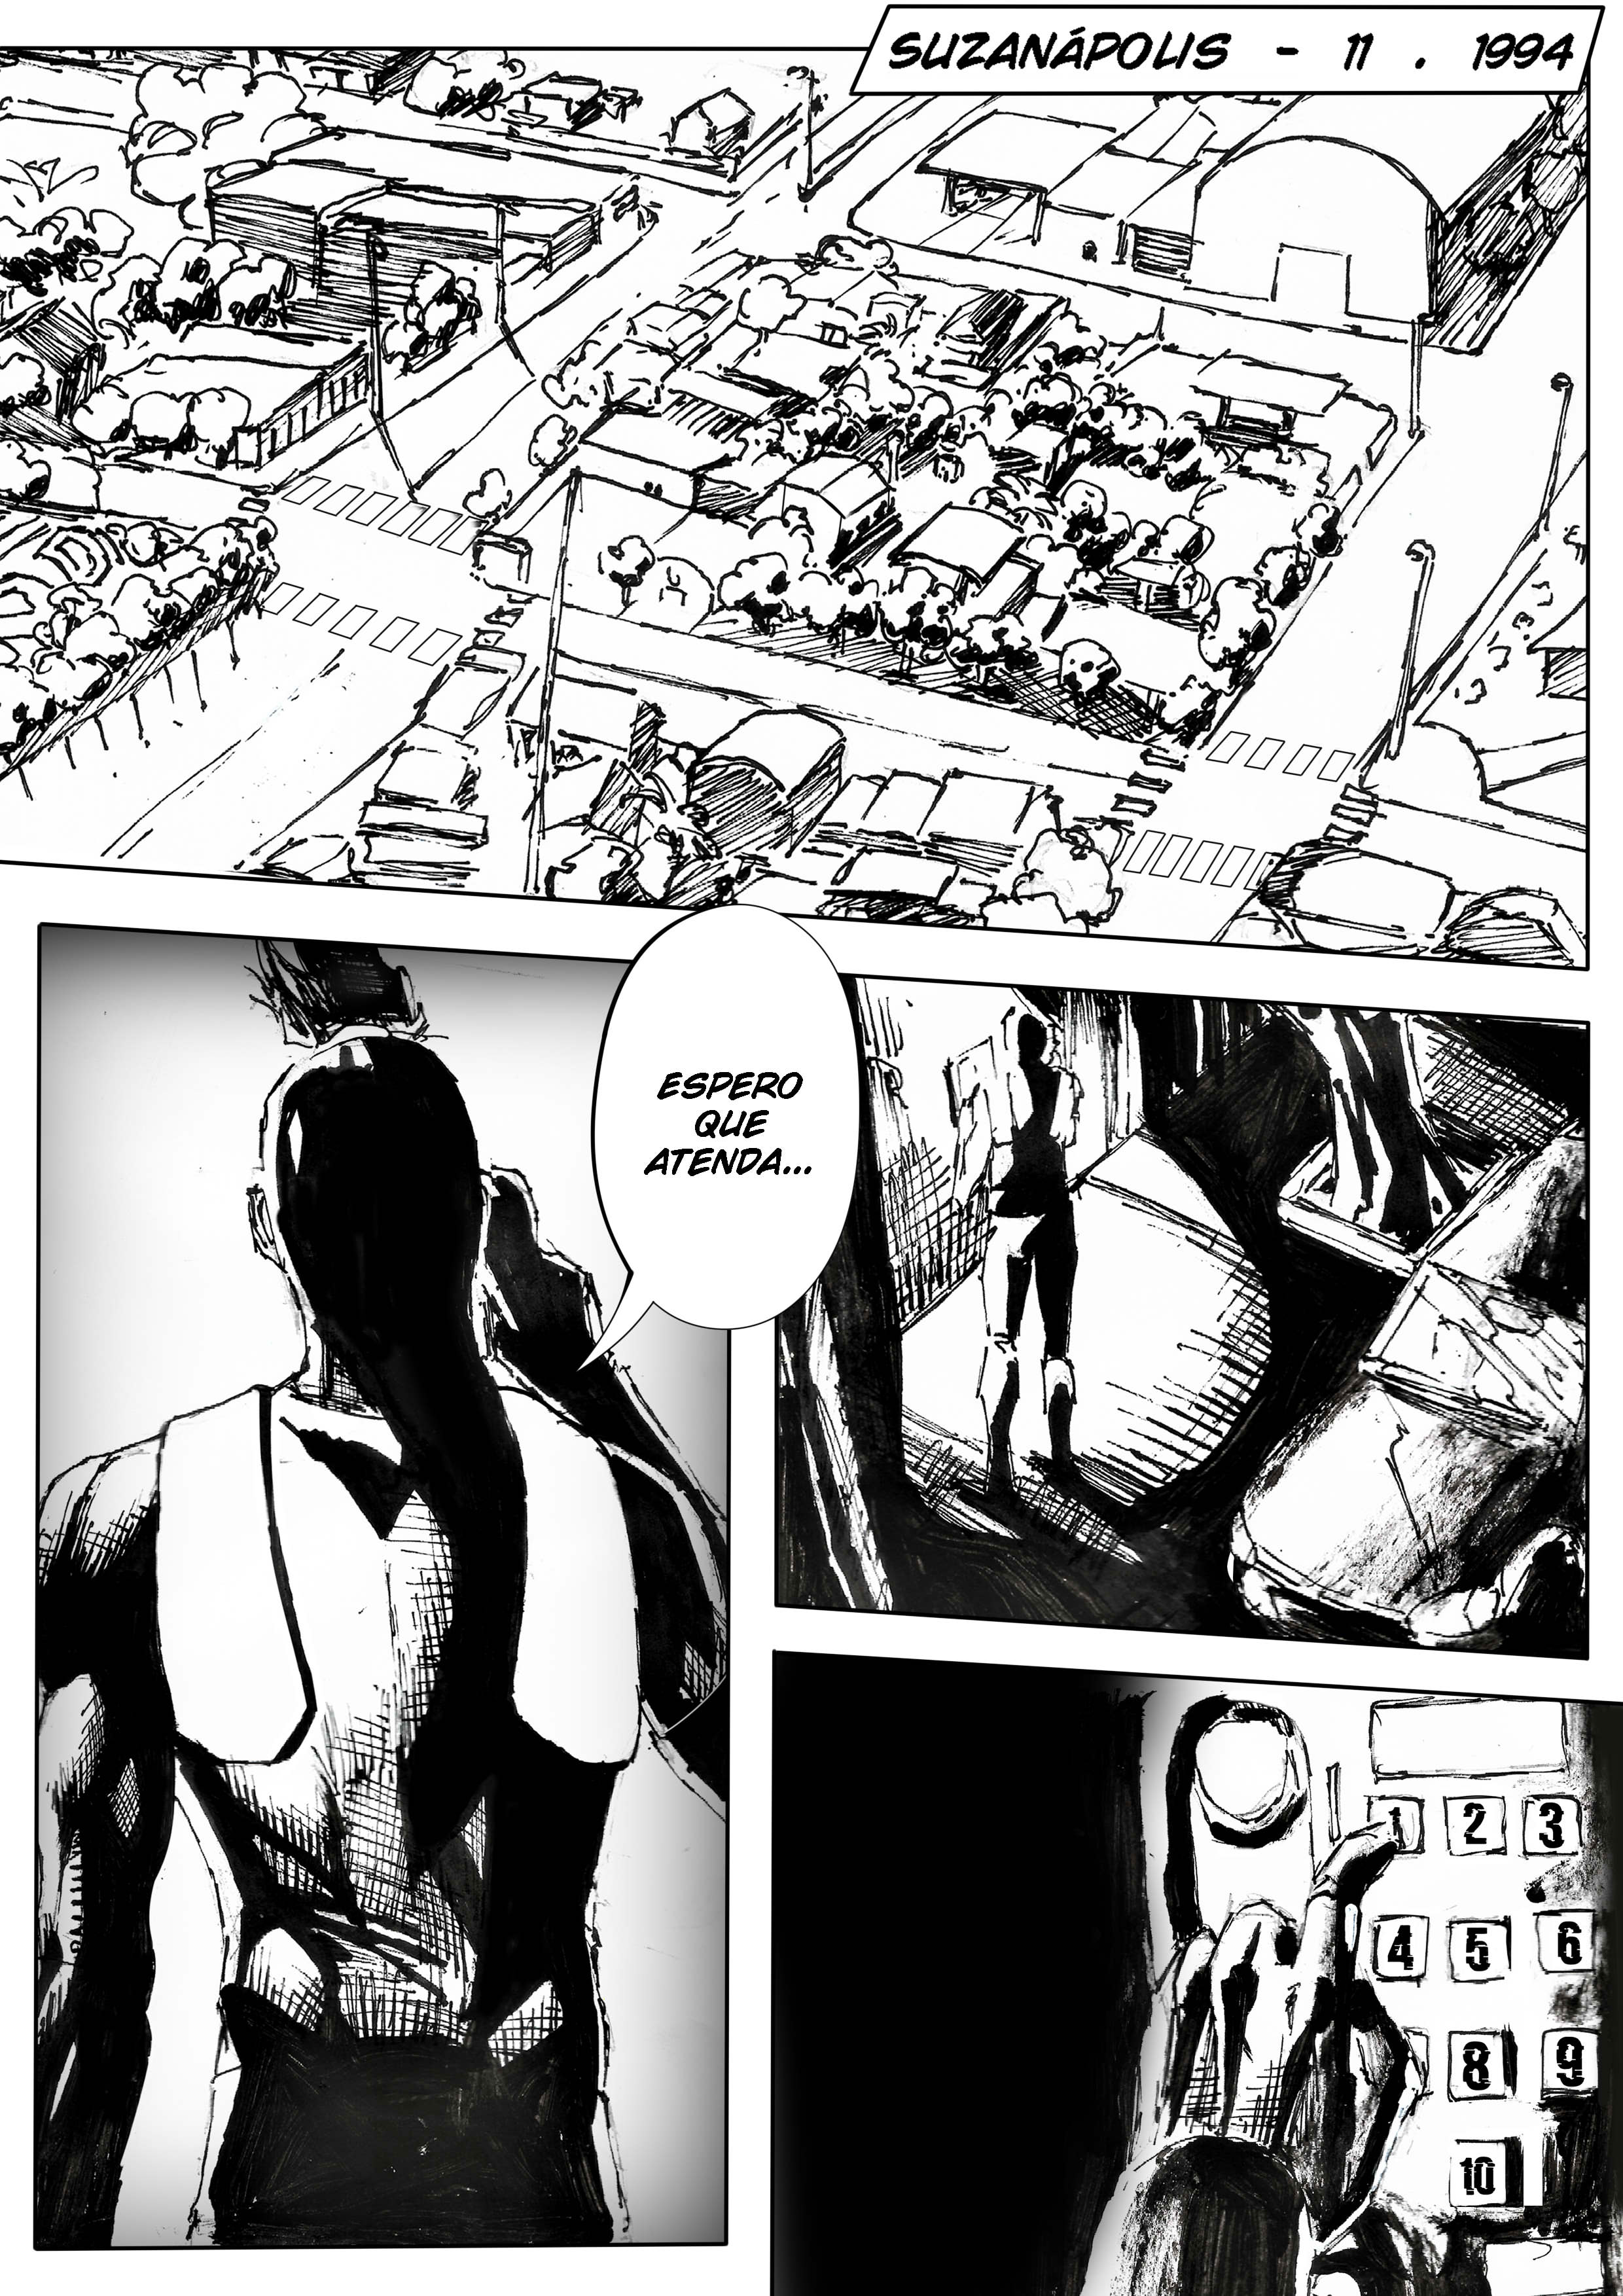 SUZANÁPOLIS - 11 . 1994
ESPERO
QUE
ATENDA...
1 2 3
4 5 6
8 9
10